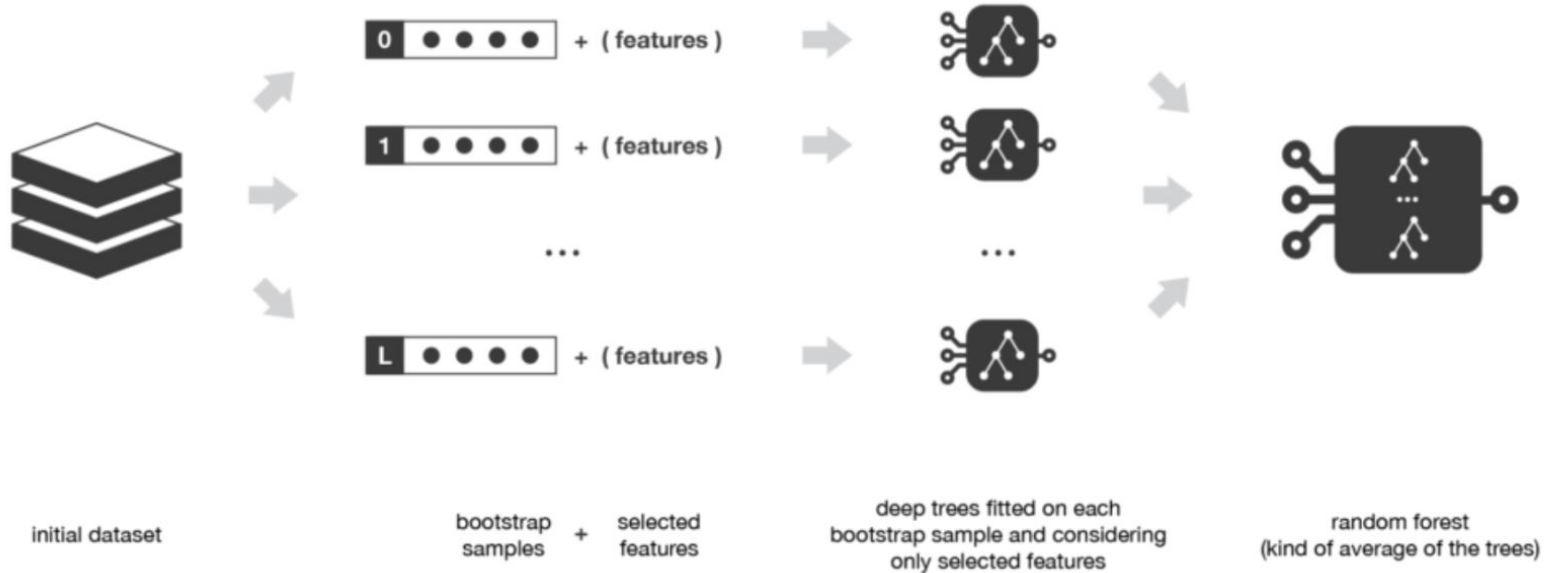 0 + ( features )
1 + ( features )
...
...
L + ( features )
...
initial dataset
bootstrap
samples
+
selected
features
deep trees fitted on each
bootstrap sample and considering
only selected features
random forest
(kind of average of the trees)